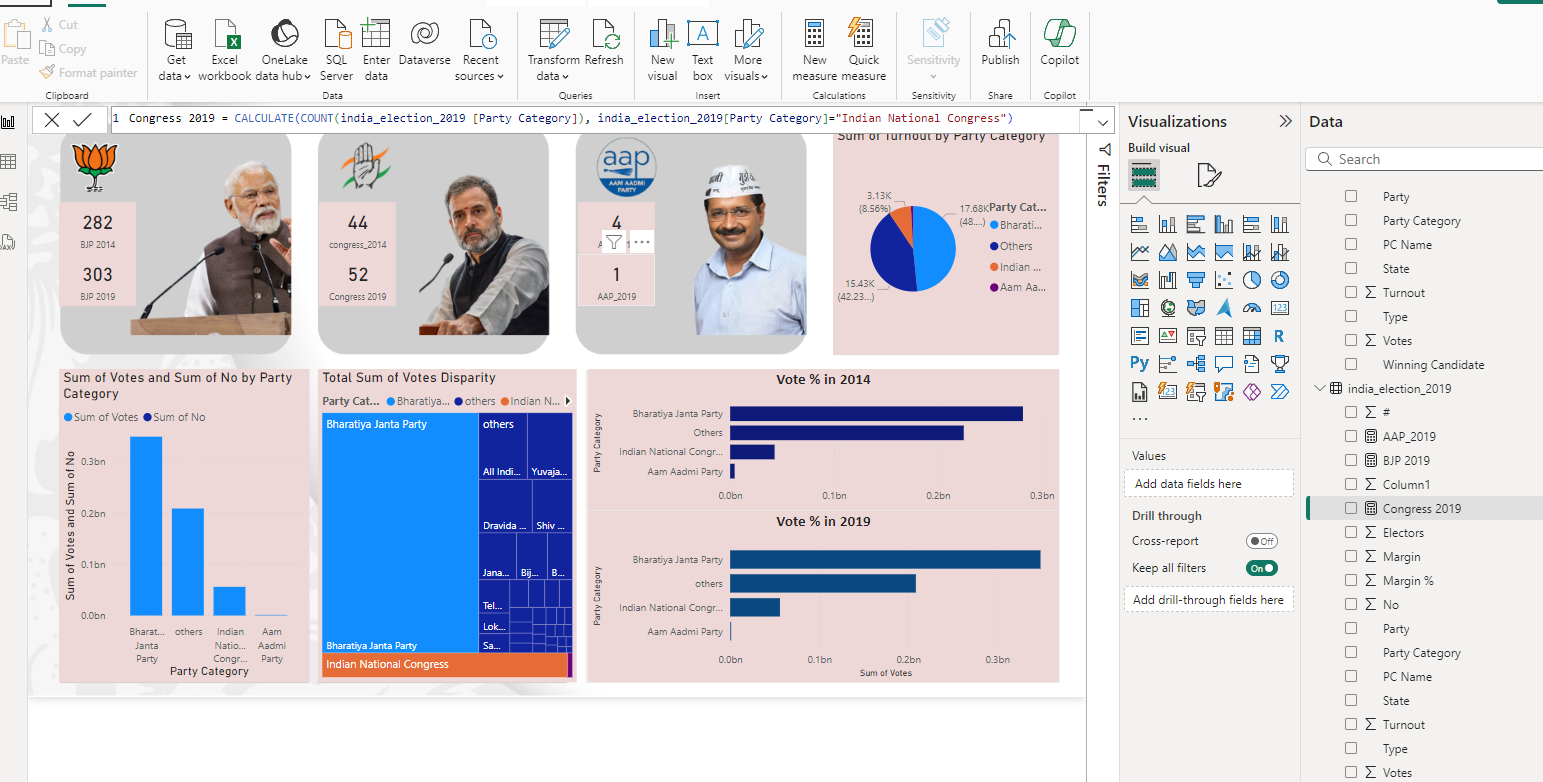 Cut
Copy
Format painter
Paste
Clipboard
Get data
Excel workbook
OneLake data hub
SQL Server
Enter data
Dataverse
Recent sources
Data
Transform data
Refresh
Queries
New visual
Text box
More visuals
Insert
New measure
Quick measure
Calculations
Sensitivity
Sensitivity
Publish
Share
Copilot
Copilot
1 Congress 2019 = CALCULATE(COUNT(india_election_2019 [Party Category]), india_election_2019[Party Category]="Indian National Congress")
282
BJP 2014
303
BJP 2019
44
congress_2014
52
Congress 2019
aap
AAM AADMI
PARTY
4
1
AAP_2019
Sum of Turnout by Party Category
3.13K
(8.56%)
17.68K
(48....)
15.43K
(42.23...)
Party Cat...
Bharati...
Others
Indian ...
Aam Aa...
Sum of Votes and Sum of No by Party
Category
Sum of Votes
Sum of No
Sum of Votes and Sum of No
0.3bn
0.2bn
0.1bn
0.0bn
Bharat...
Janta
Party
others
Indian
Natio...
Congr...
Aam
Aadmi
Party
Party Category
Total Sum of Votes Disparity
Party Cat...
Bharatiya...
others
Indian N...
Bharatiya Janta Party
others
All Indi...
Yuvaja...
Dravida ...
Shiv ...
Jana...
Bij...
B...
Tel...
Lok...
Sa...
Bharatiya Janta Party
Indian National Congress
Vote % in 2014
Party Category
Bharatiya Janta Party
Others
Indian National Congr...
Aam Aadmi Party
0.0bn
0.1bn
0.2bn
0.3bn
Vote % in 2019
Party Category
Bharatiya Janta Party
others
Indian National Congr...
Aam Aadmi Party
0.0bn
0.1bn
0.2bn
0.3bn
Sum of Votes
Filters
Visualizations
Build visual
R
Py
123
Values
Add data fields here
Drill through
Cross-report
Off
Keep all filters
On
Add drill-through fields here
Data
Search
Party
Party Category
PC Name
State
Turnout
Type
Votes
Winning Candidate
india_election_2019
#
AAP_2019
BJP 2019
Column1
Congress 2019
Electors
Margin
Margin %
No
Party
Party Category
PC Name
State
Turnout
Type
Votes